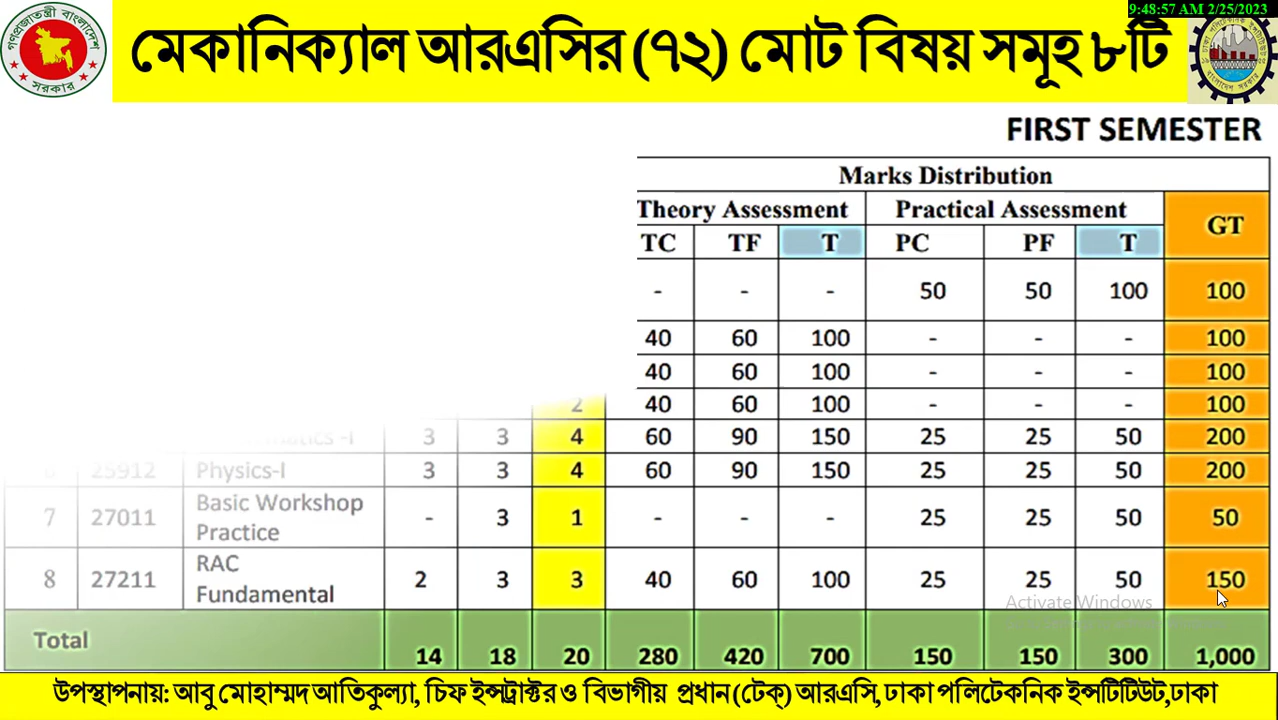 9:48:57 AM 2/25/2023
গণপ্রজাতন্ত্রী বাংলাদেশ
সরকার
মেকানিক্যাল আরএসির (৭২) মোট বিষয় সমূহ ৮টি
FIRST SEMESTER
Marks Distribution
Theory Assessment Practical Assessment GT
TC TF T PC PF T
- - - 50 50 100 100
40 60 100 - - - 100
40 60 100 - - - 100
2 40 60 100 - - - 100
-I 3 3 4 60 90 150 25 25 50 200
25912 Physics-I 3 3 4 60 90 150 25 25 50 200
7 27011 Basic Workshop Practice - 3 1 - - - 25 25 50 50
8 27211 RAC Fundamental 2 3 3 40 60 100 25 25 50 150
Activate Windows
Total 14 18 20 280 420 700 150 150 300 1,000
উপস্থাপনায়: আবু মোহাম্মদ আতিকুল্যা, চিফ ইন্সট্রাক্টর ও বিভাগীয় প্রধান (টেক্) আরএসি, ঢাকা পলিটেকনিক ইন্সটিটিউট,ঢাকা